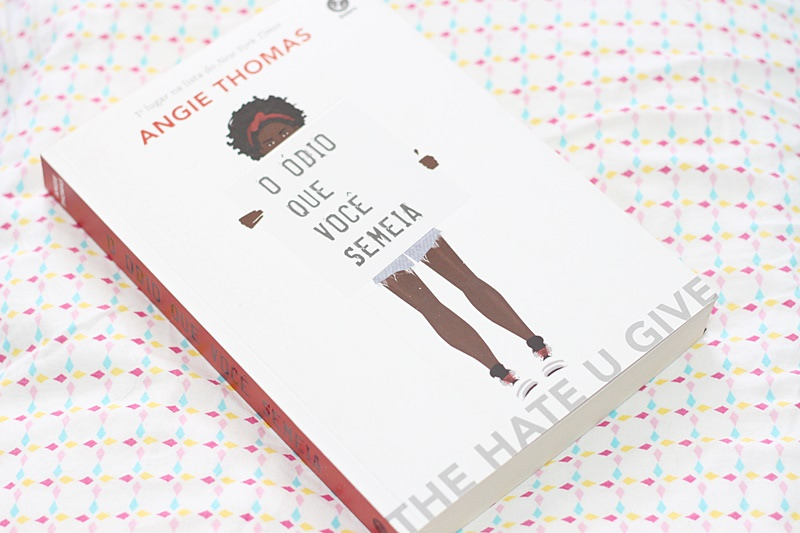 1º lugar na lista do New York Times
ANGIE THOMAS
O ÓDIO
QUE
VOCÊ
SEMEIA
THE HATE U GIVE
O ÓDIO QUE VOCÊ SEMEIA